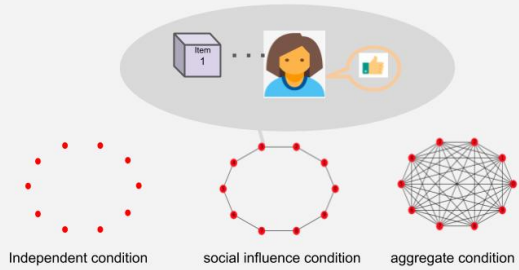 Item
1
Independent condition
social influence condition
aggregate condition